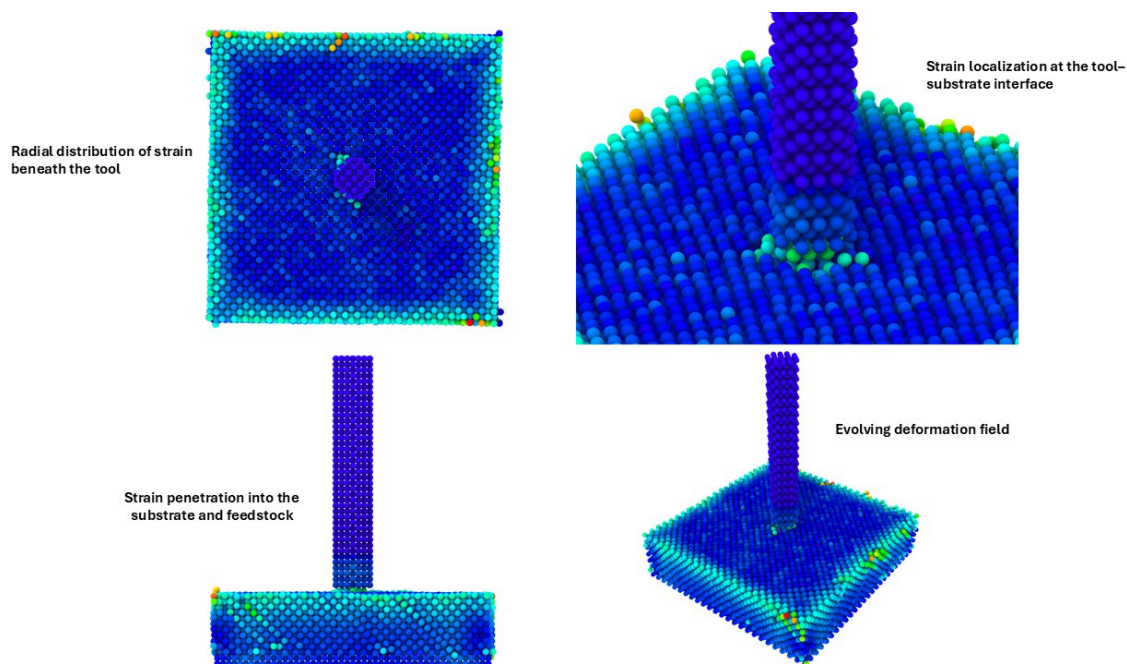 Radial distribution of strain
beneath the tool
Strain localization at the tool–
substrate interface
Strain penetration into the
substrate and feedstock
Evolving deformation field